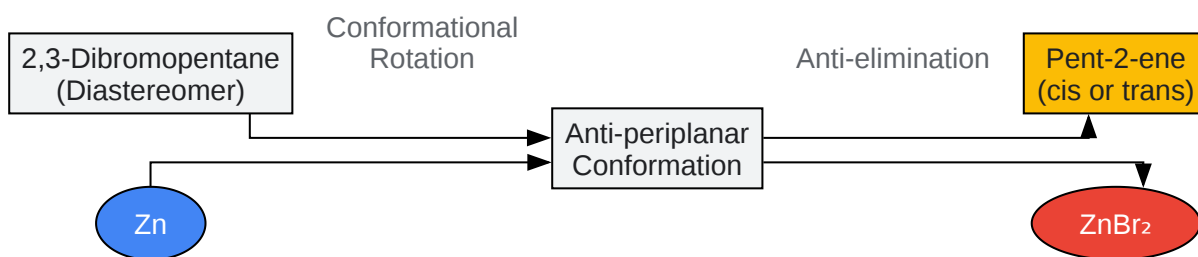 2,3-Dibromopentane
(Diastereomer)
Conformational
Rotation
Anti-periplanar
Conformation
Anti-elimination
Pent-2-ene
(cis or trans)
Zn
ZnBr₂